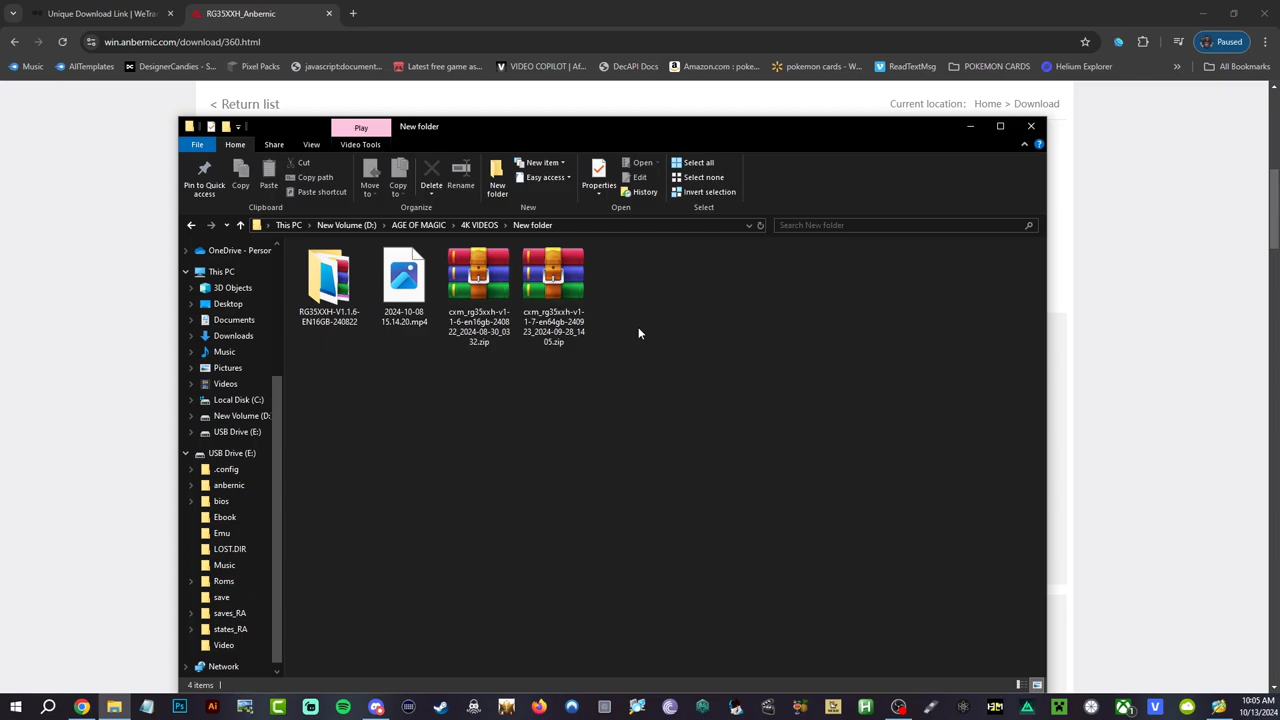 Unique Download Link | WeTra
RG35XXH_Anbernic
win.anbernic.com/download/360.html
Paused
Music
AllTemplates
DesignerCandies - S...
Pixel Packs
javascript:document...
Latest free game as...
VIDEO COPILOT | Af...
DecAPI Docs
Amazon.com : poke...
pokemon cards - W...
ReadTextMsg
POKEMON CARDS
Helium Explorer
All Bookmarks
< Return list
Current location: Home > Download
Play
New folder
File
Home
Share
View
Video Tools
Pin to Quick access
Copy
Paste
Cut
Copy path
Paste shortcut
Clipboard
Move to
Copy to
Delete
Rename
Organize
New folder
New item
Easy access
New
Properties
Open
Edit
History
Open
Select all
Select none
Invert selection
Select
This PC
New Volume (D:)
AGE OF MAGIC
4K VIDEOS
New folder
Search New folder
OneDrive - Persor
This PC
3D Objects
Desktop
Documents
Downloads
Music
Pictures
Videos
Local Disk (C:)
New Volume (D:
USB Drive (E:)
USB Drive (E:)
.config
anbernic
bios
Ebook
Emu
LOST.DIR
Music
Roms
save
saves_RA
states_RA
Video
Network
RG35XXH-V1.1.6-
EN16GB-240822
2024-10-08
15.14.20.mp4
cxm_rg35xxh-v1-
1-6-en16gb-2408
22_2024-08-30_03
32.zip
cxm_rg35xxh-v1-
1-7-en64gb-2409
23_2024-09-28_14
05.zip
4 items
10:05 AM
10/13/2024